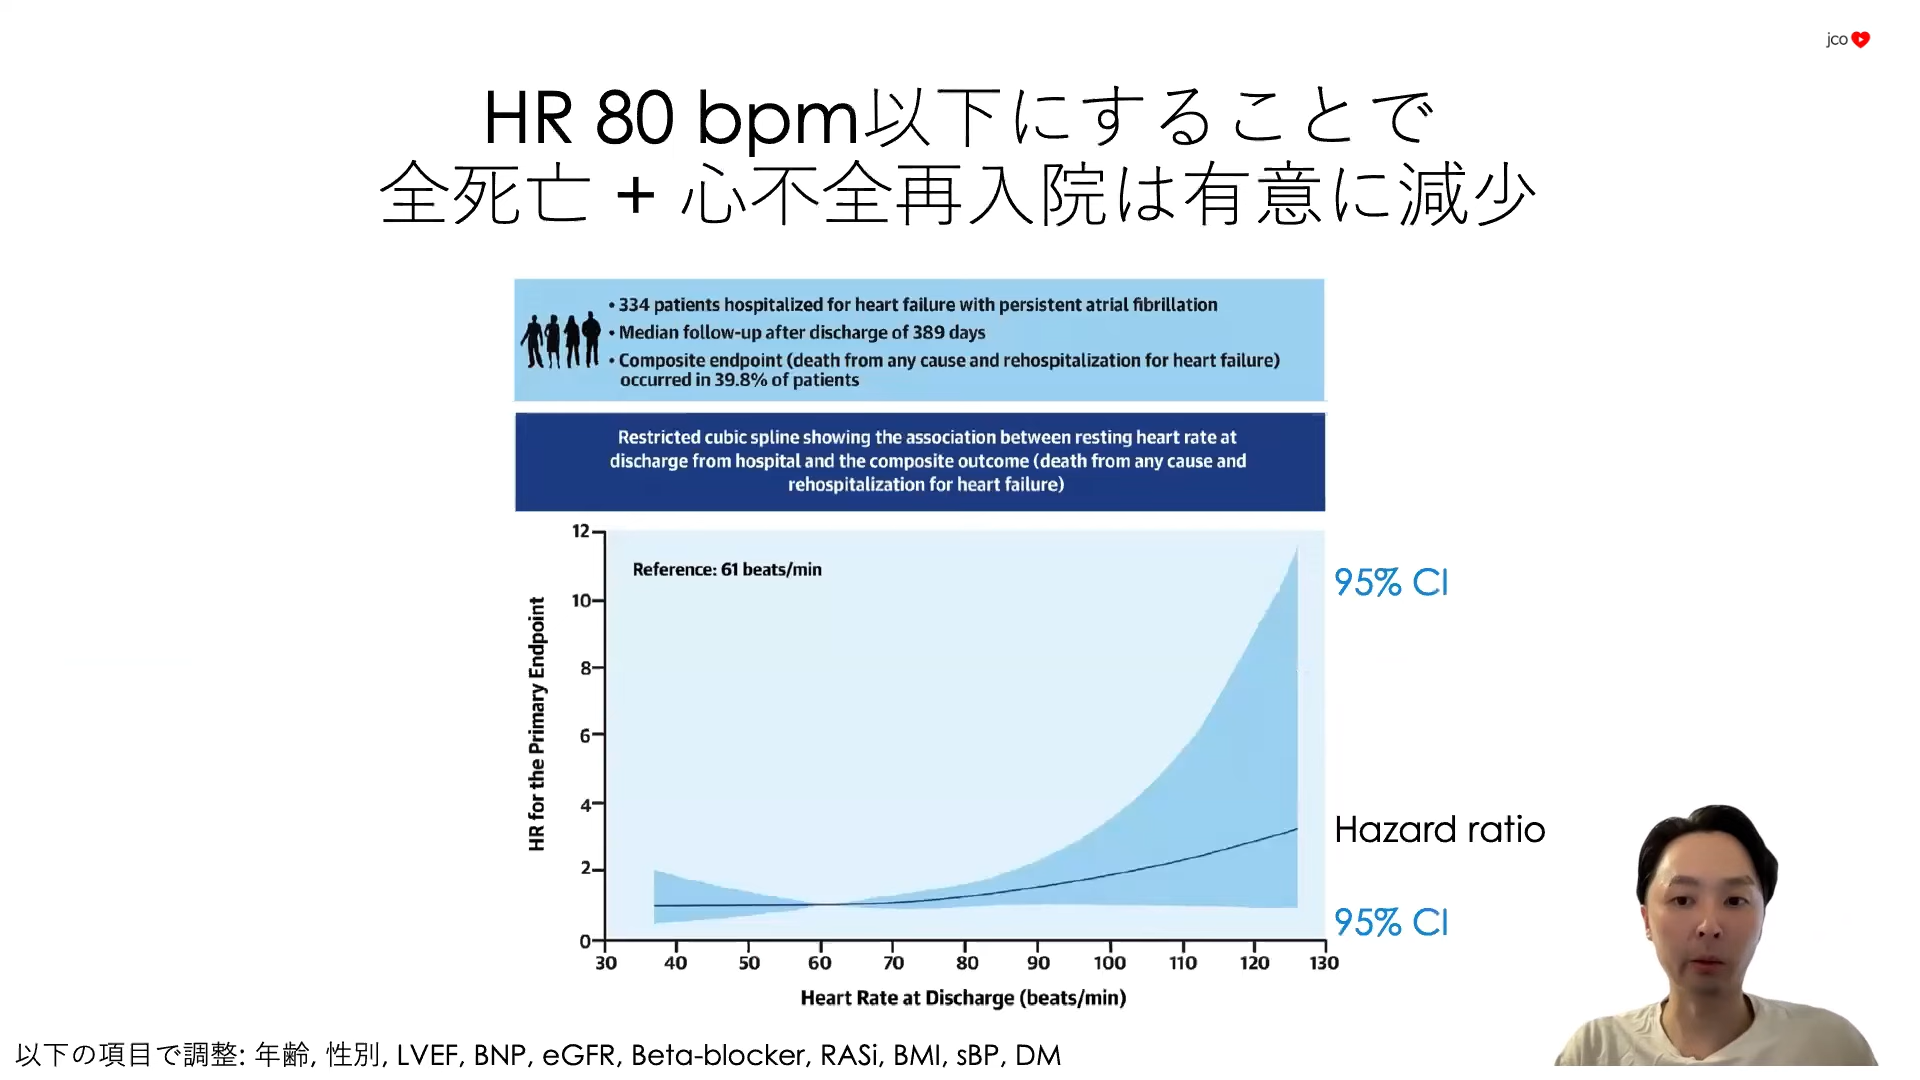 jco
HR 80 bpm以下にすることで
全死亡 + 心不全再入院は有意に減少
• 334 patients hospitalized for heart failure with persistent atrial fibrillation
• Median follow-up after discharge of 389 days
• Composite endpoint (death from any cause and rehospitalization for heart failure)
occurred in 39.8% of patients
Restricted cubic spline showing the association between resting heart rate at
discharge from hospital and the composite outcome (death from any cause and
rehospitalization for heart failure)
HR for the Primary Endpoint
12
10
8
6
4
2
0
Reference: 61 beats/min
95% CI
Hazard ratio
95% CI
30 40 50 60 70 80 90 100 110 120 130
Heart Rate at Discharge (beats/min)
以下の項目で調整: 年齢, 性別, LVEF, BNP, eGFR, Beta-blocker, RASi, BMI, sBP, DM